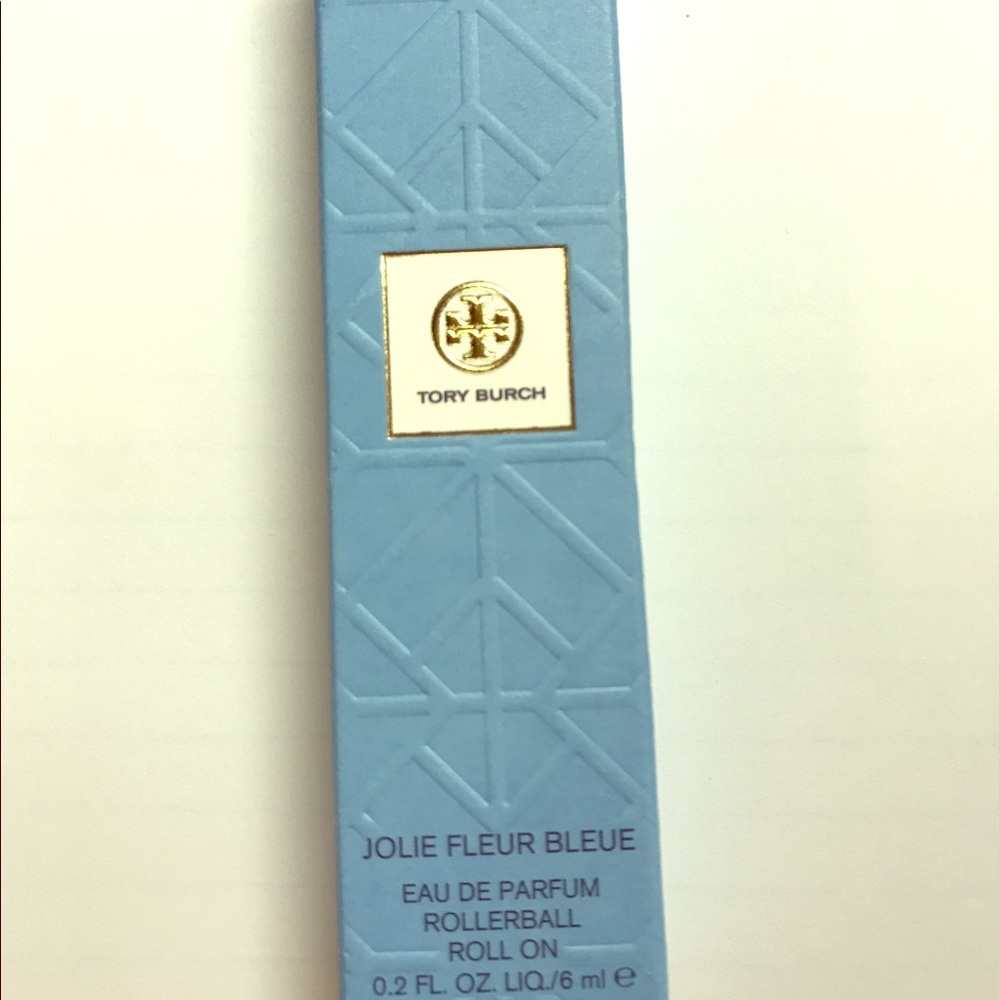 TORY BURCH
JOLIE FLEUR BLEUE
EAU DE PARFUM
ROLLERBALL
ROLL ON
0.2 FL. OZ. LIQ./6 ml ℮